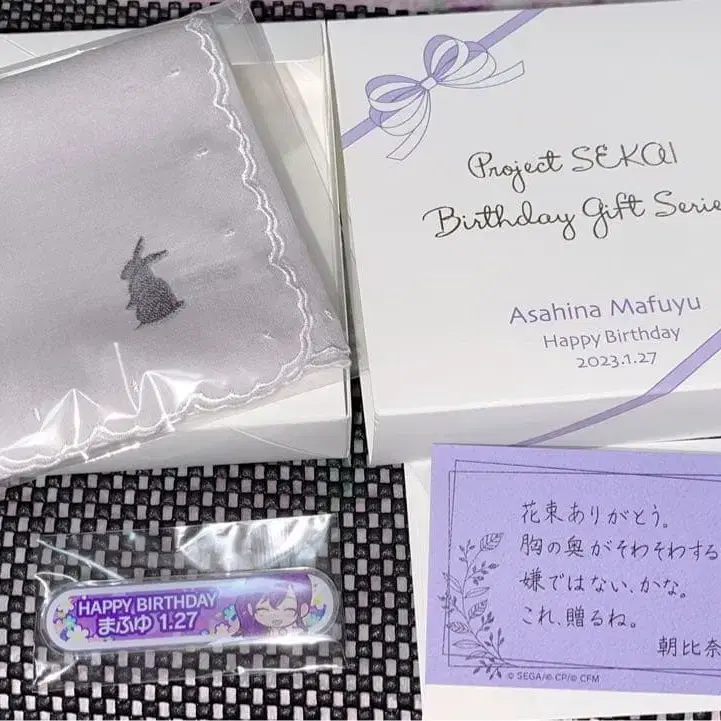 Project SEKAI
Birthday Gift Serie
Asahina Mafuyu
Happy Birthday
2023.1.27
HAPPY BIRTHDAY
まふゆ 1.27
花束ありがとう。
胸の奥がそわそわする
嫌ではない、かな。
これ、贈るね。
朝比奈
© SEGA/© CP/© CFM